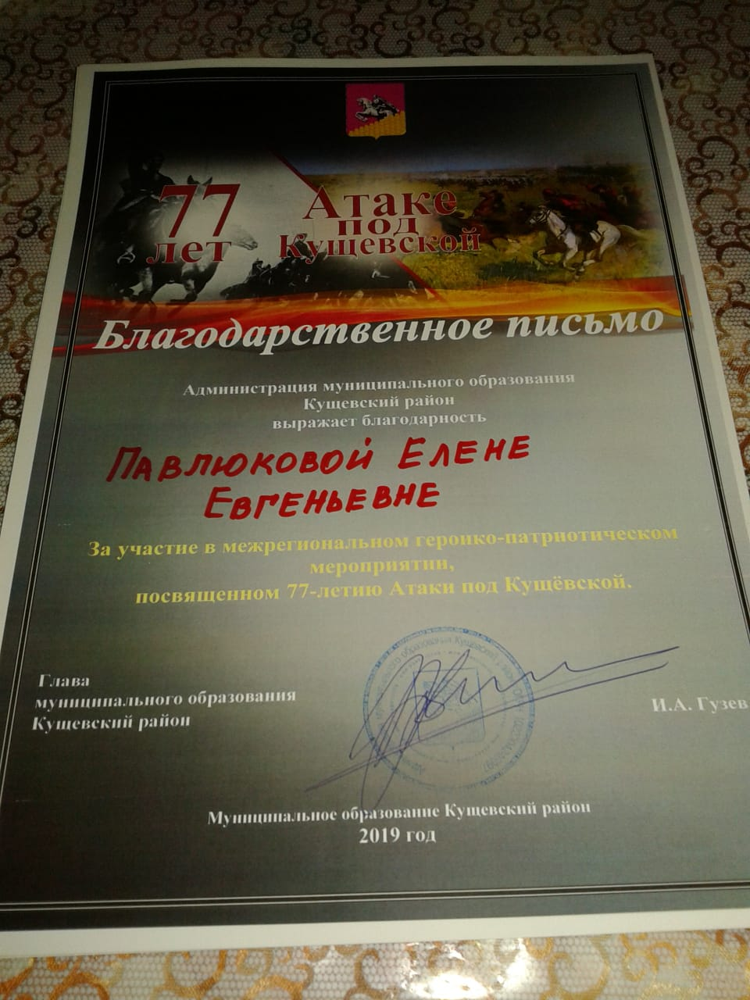 77
лет
Атаке
под
Кущевской
Благодарственное письмо
Администрация муниципального образования
Кущевский район
выражает благодарность
Павлюковой Елене
Евгеньевне
За участие в межрегиональном героико-патриотическом
мероприятии,
посвященном 77-летию Атаки под Кущёвской.
Глава
муниципального образования
Кущевский район
И.А. Гузев
Муниципальное образование Кущевский район
2019 год